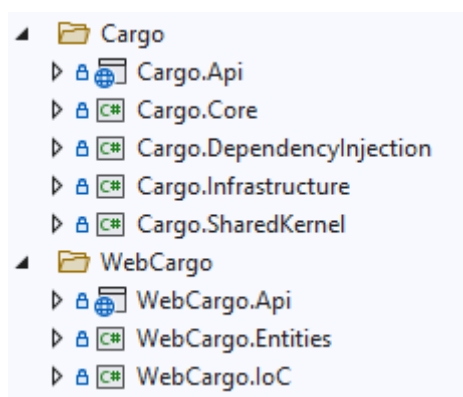 Cargo
Cargo.Api
C# Cargo.Core
C# Cargo.DependencyInjection
C# Cargo.Infrastructure
C# Cargo.SharedKernel
WebCargo
WebCargo.Api
C# WebCargo.Entities
C# WebCargo.IoC